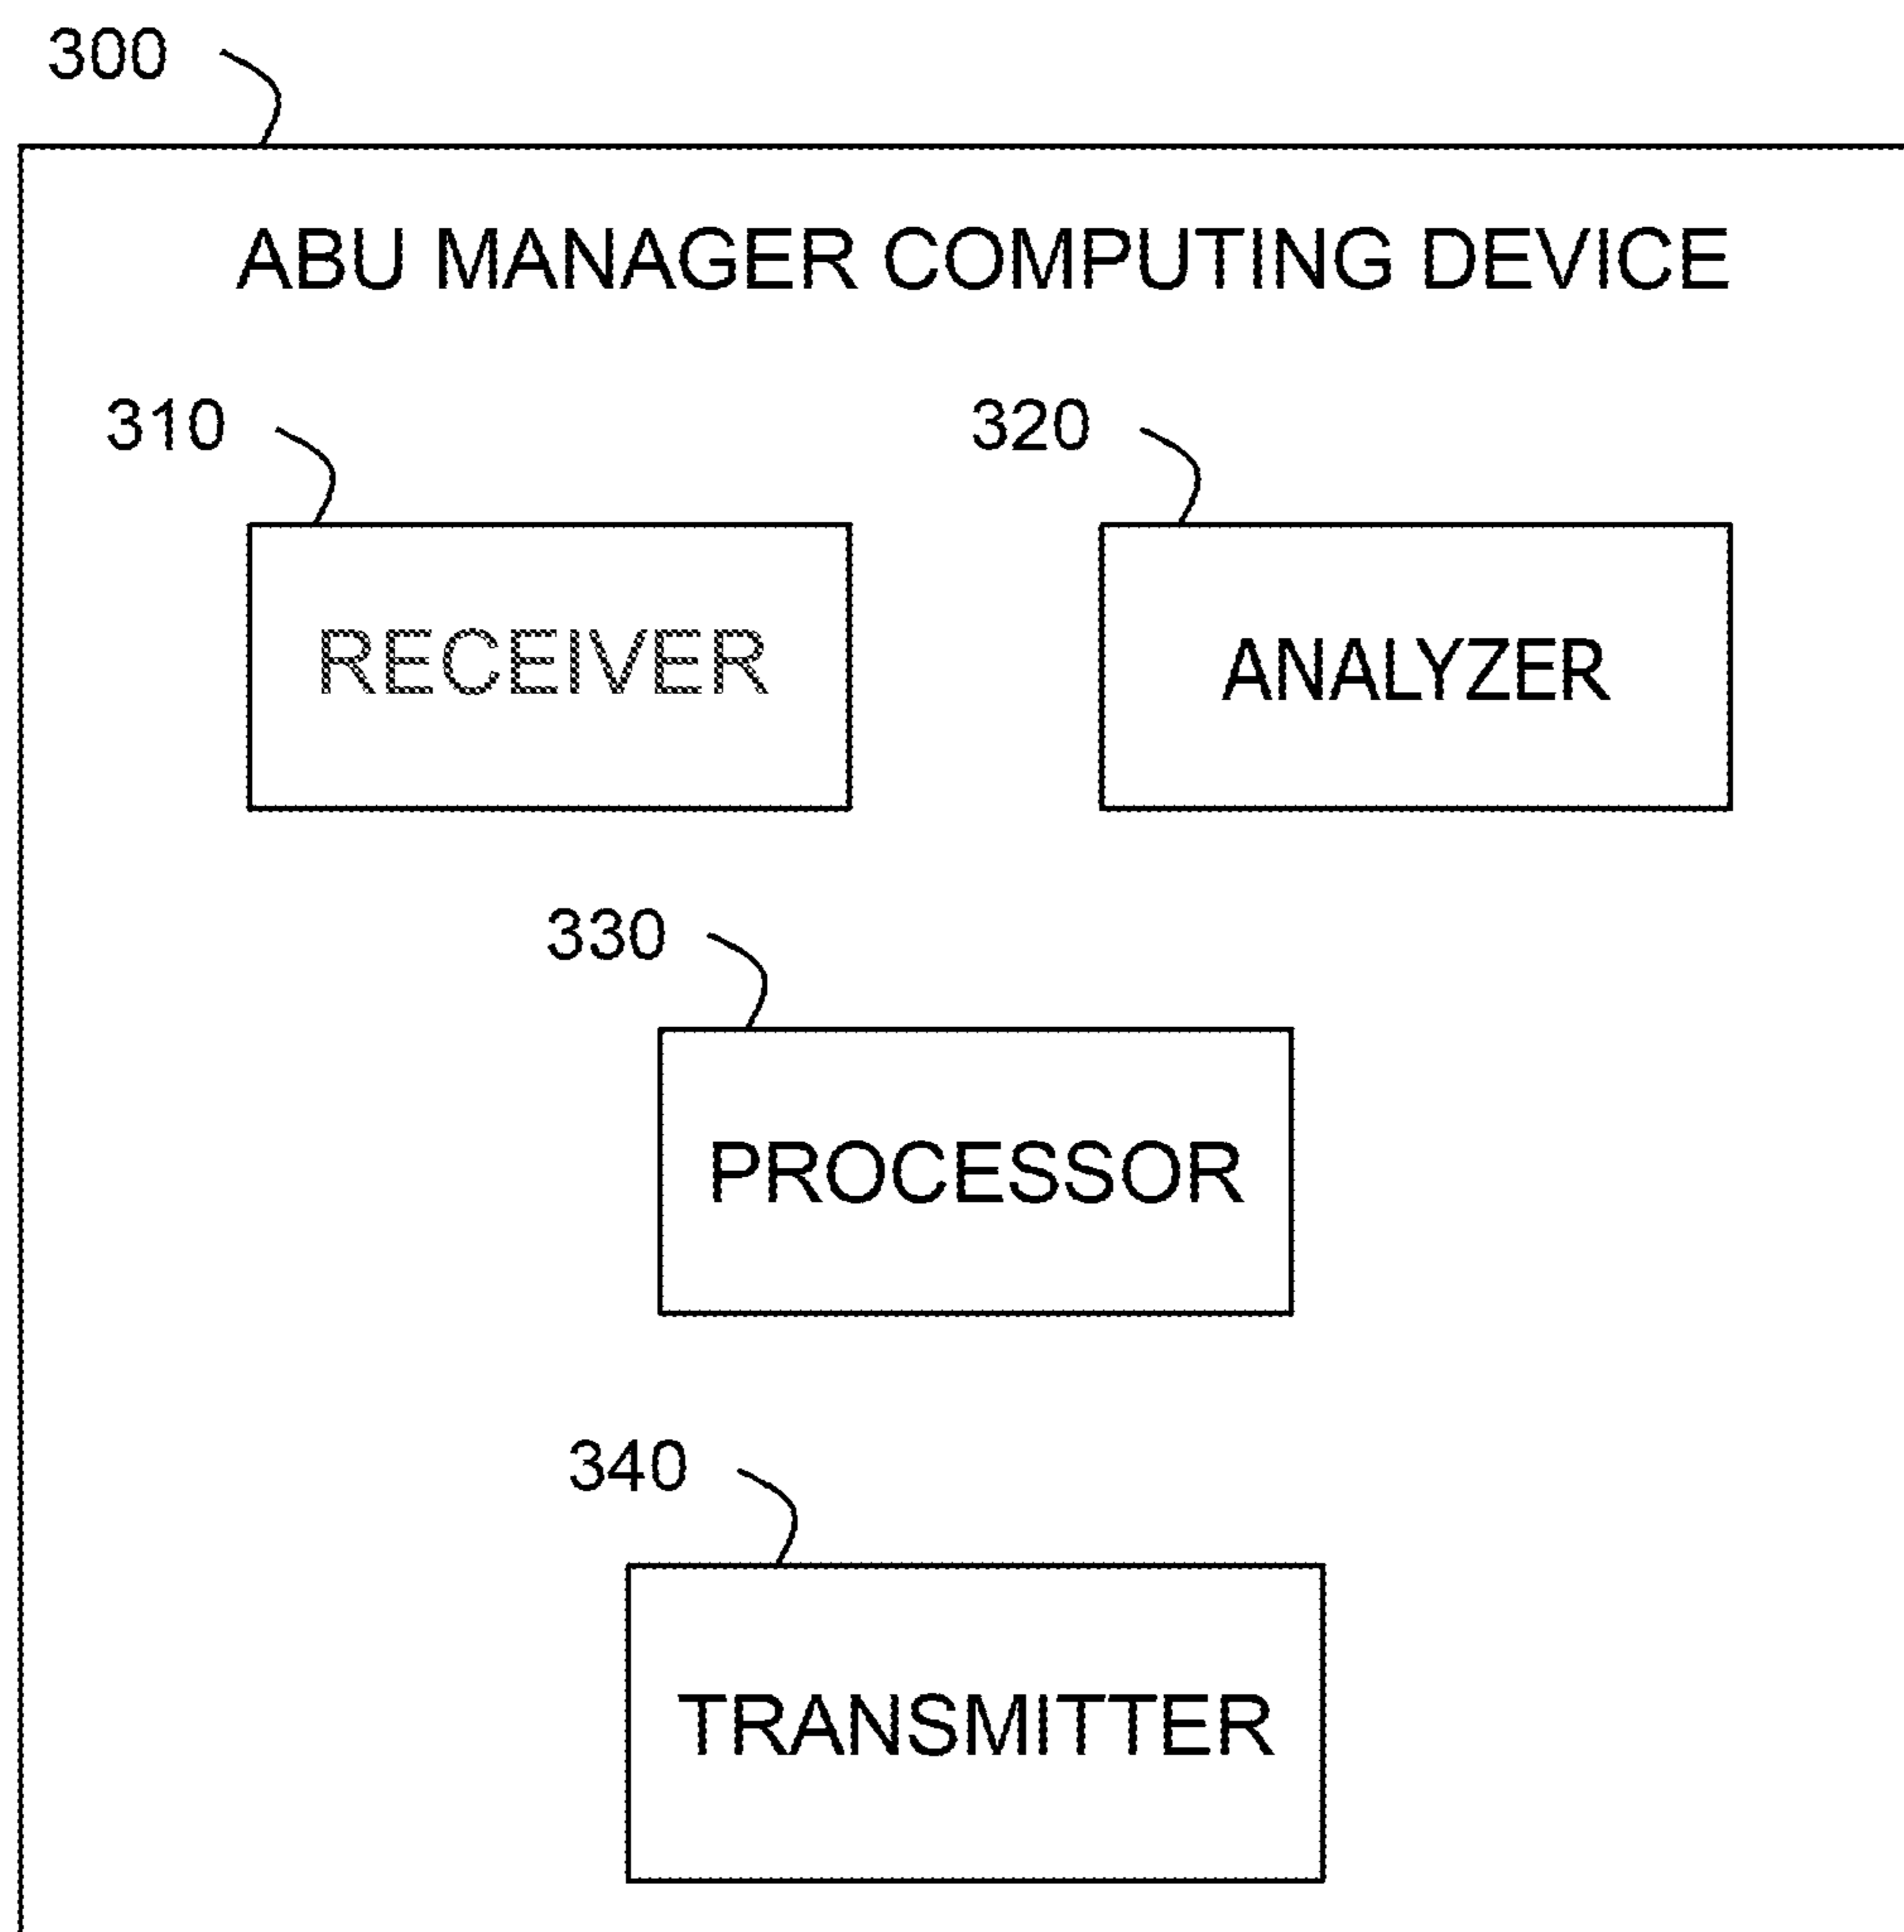 300
ABU MANAGER COMPUTING DEVICE
310
320
RECEIVER
ANALYZER
330
PROCESSOR
340
TRANSMITTER